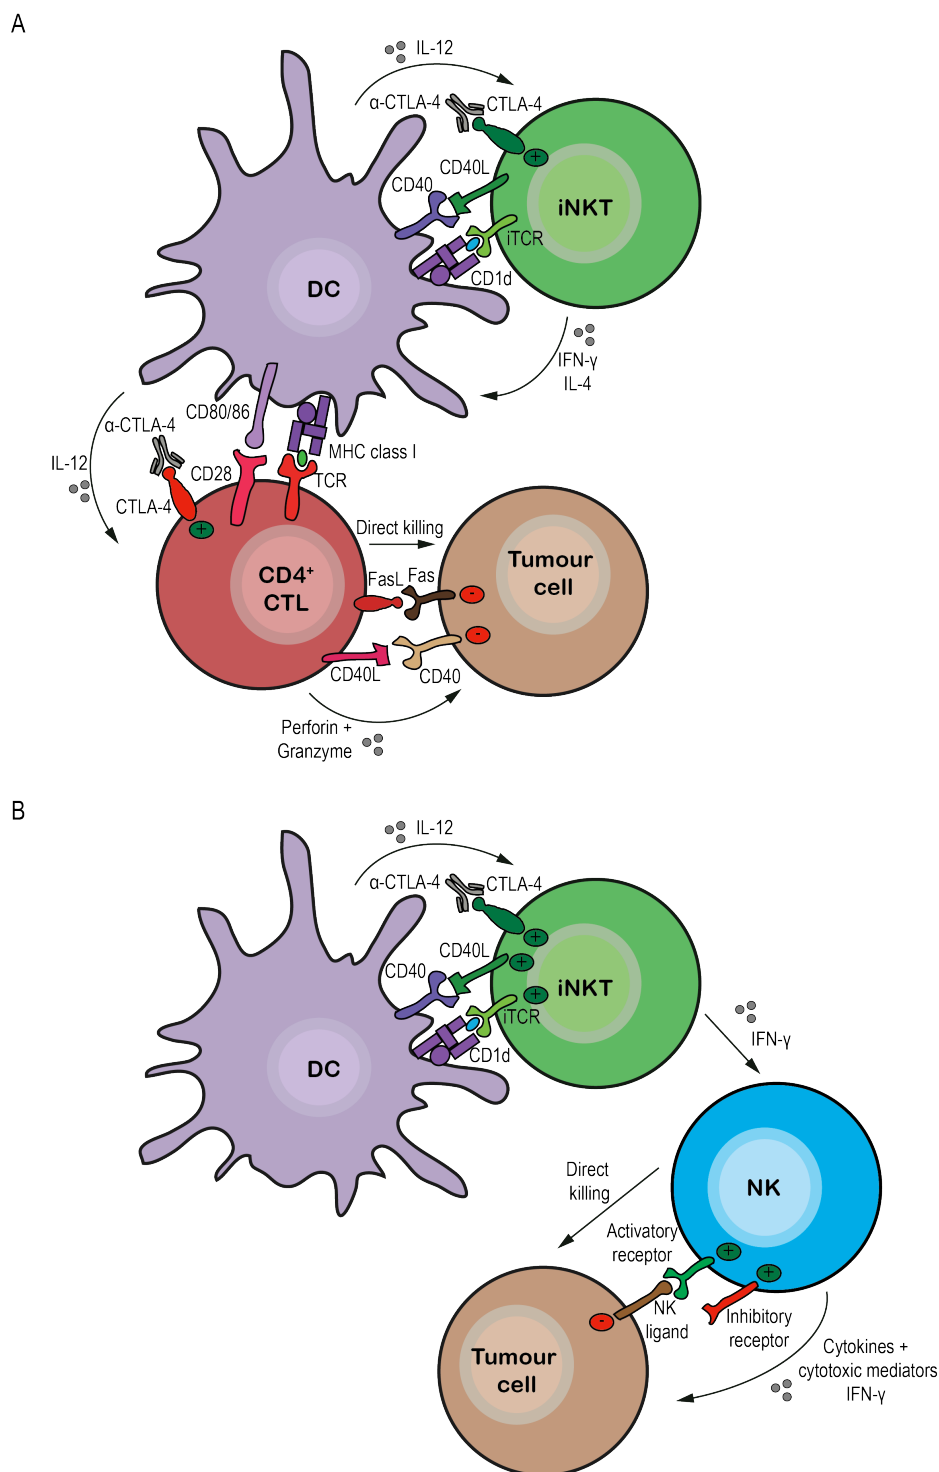 A
IL-12
α-CTLA-4
CTLA-4
CD40L
CD40
iNKT
iTCR
CD1d
DC
IFN-γ
IL-4
CD80/86
α-CTLA-4
MHC class I
IL-12
CD28
TCR
CTLA-4
+
+
Direct killing
Tumour
cell
CD4+
CTL
FasL
Fas
-
-
CD40L
CD40
Perforin +
Granzyme
B
IL-12
α-CTLA-4
CTLA-4
+
CD40L
+
CD40
iNKT
+
iTCR
CD1d
DC
IFN-γ
Direct
killing
NK
Activatory
receptor
+
+
NK
ligand
-
Inhibitory
receptor
Tumour
cell
Cytokines +
cytotoxic mediators
IFN-γ